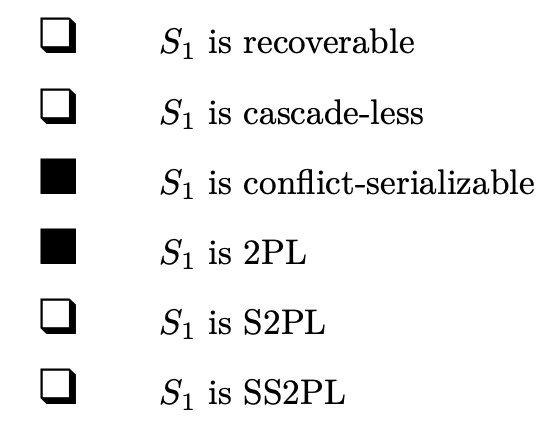 ❑ S₁ is recoverable
❑ S₁ is cascade-less
■ S₁ is conflict-serializable
■ S₁ is 2PL
❑ S₁ is S2PL
❑ S₁ is SS2PL